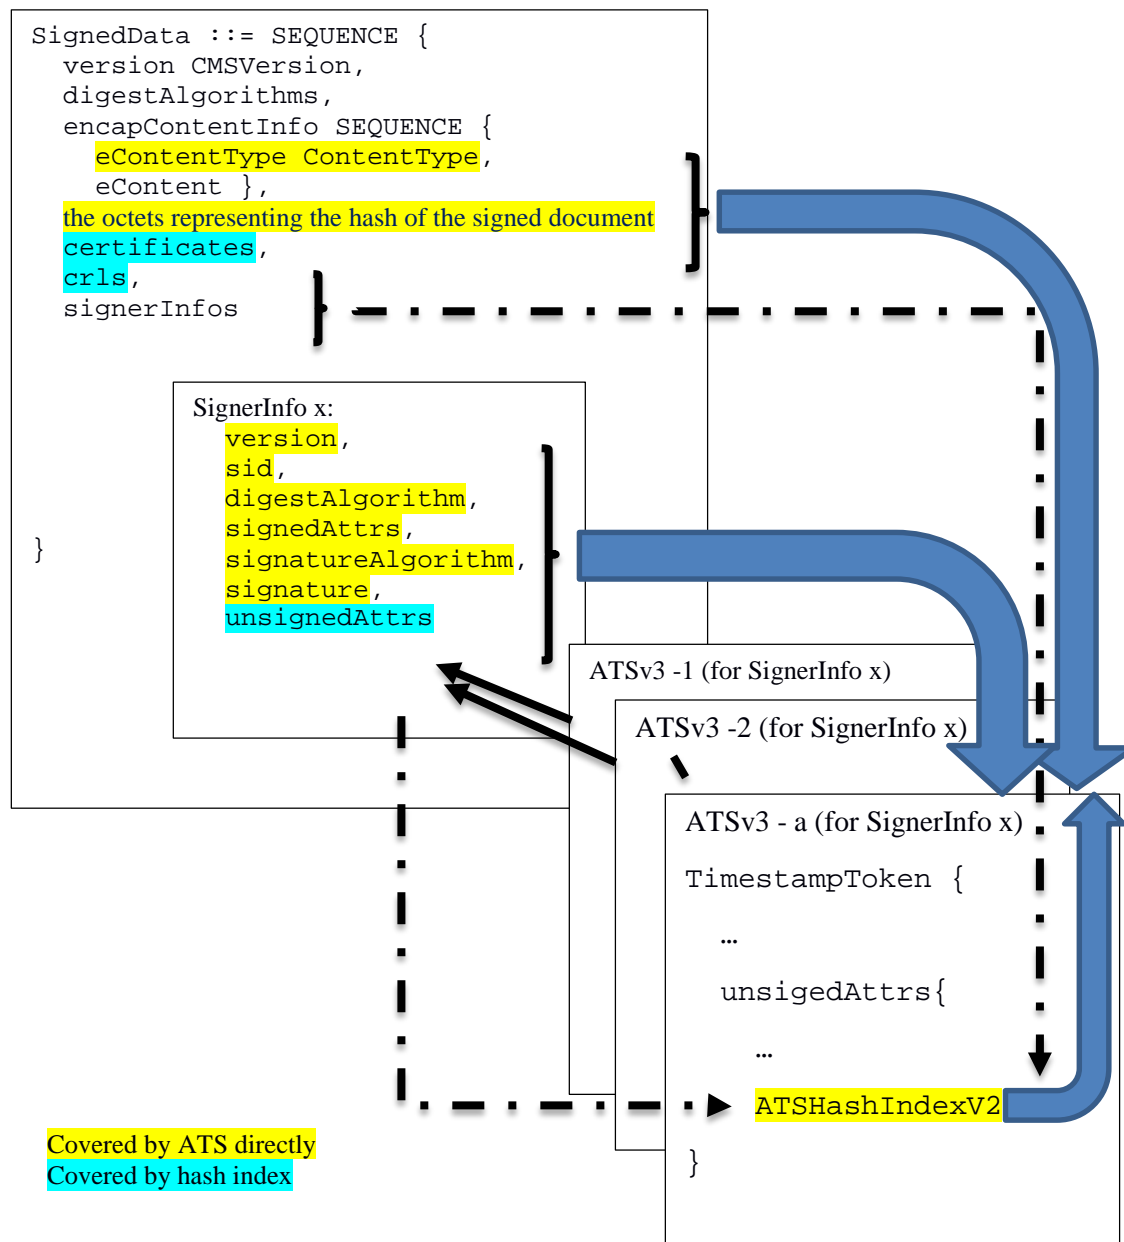 SignedData ::= SEQUENCE {
version CMSVersion,
digestAlgorithms,
encapContentInfo SEQUENCE {
eContentType ContentType,
eContent },
the octets representing the hash of the signed document
certificates,
crls,
signerInfos
SignerInfo x:
version,
sid,
digestAlgorithm,
signedAttrs,
signatureAlgorithm,
signature,
unsignedAttrs
}
ATSv3 -1 (for SignerInfo x)
ATSv3 -2 (for SignerInfo x)
ATSv3 - a (for SignerInfo x)
TimestampToken {
…
unsigedAttrs{
…
ATSHashIndexV2
}
Covered by ATS directly
Covered by hash index